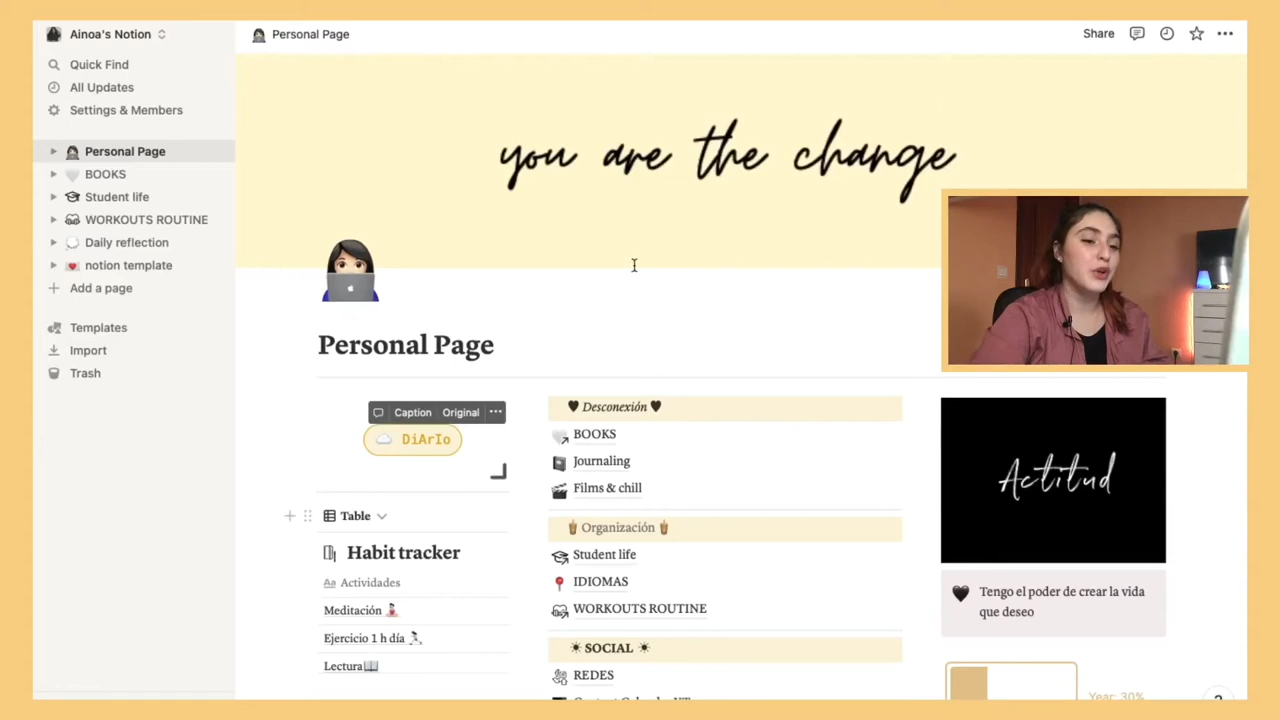 Ainoa's Notion
Personal Page
Share
Quick Find
All Updates
Settings & Members
Personal Page
BOOKS
Student life
WORKOUTS ROUTINE
Daily reflection
notion template
Add a page
Templates
Import
Trash
you are the change
Personal Page
Caption Original
DiArIo
Table
Habit tracker
Aa Actividades
Meditación
Ejercicio 1 h día
Lectura
♥ Desconexión ♥
BOOKS
Journaling
Films & chill
Organización
Student life
IDIOMAS
WORKOUTS ROUTINE
☀ SOCIAL ☀
REDES
Actitud
Tengo el poder de crear la vida
que deseo
Year: 30%